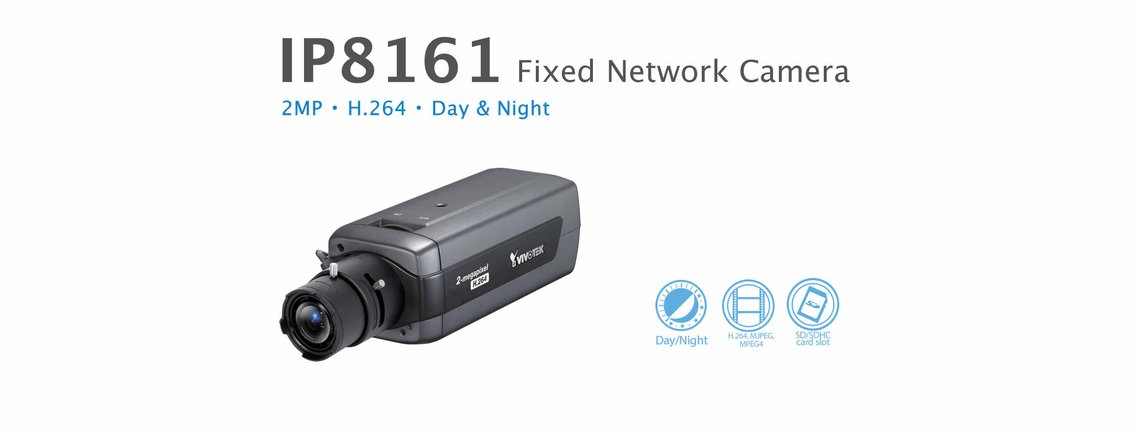 IP8161 Fixed Network Camera
2MP • H.264 • Day & Night
VIVOTEK
2-megapixel
H.264
Day/Night
H.264, MJPEG,
MPEG4
SD/SDHC
card slot